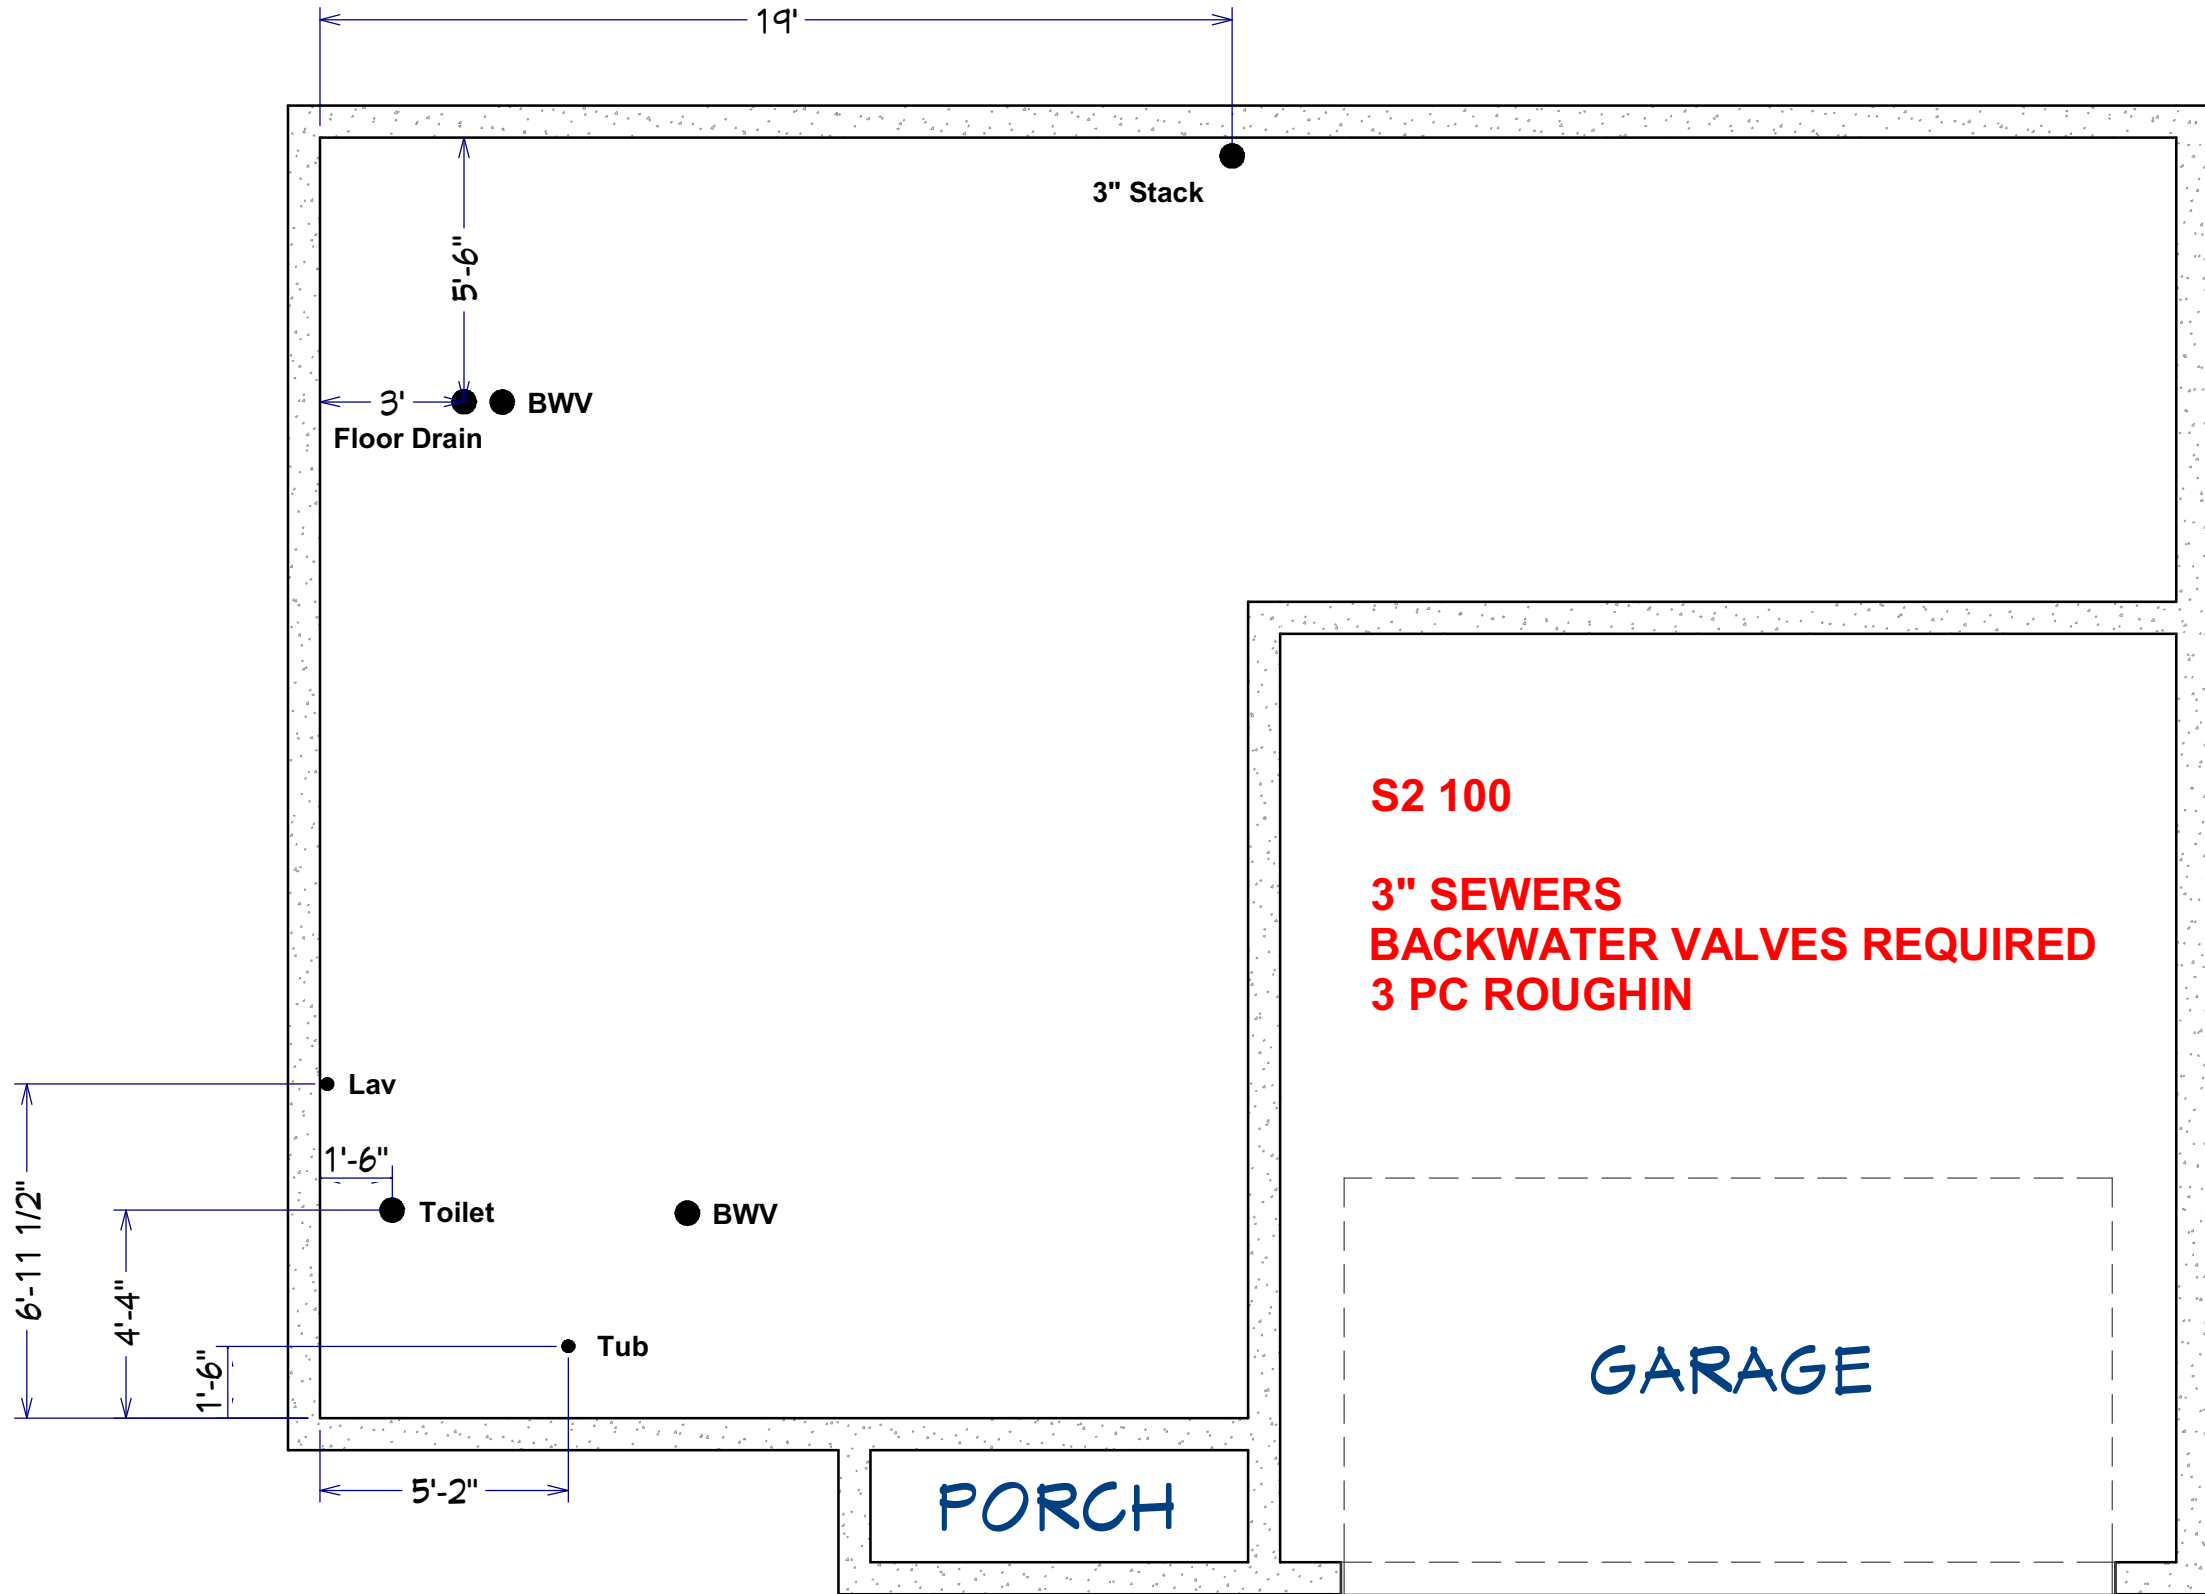 19'
3" Stack
5'-6"
3'
BWV
Floor Drain
S2 100
3" SEWERS
BACKWATER VALVES REQUIRED
3 PC ROUGHIN
Lav
1'-6"
6'-11 1/2"
Toilet
BWV
4'-4"
1'-6"
Tub
GARAGE
5'-2"
PORCH